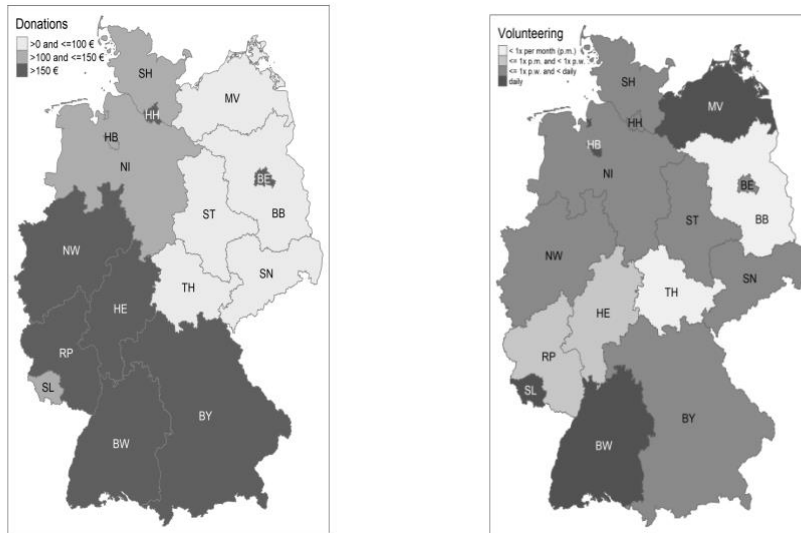 Donations
>0 and <=100 €
>100 and <=150 €
>150 €
SH
MV
HH
HB
NI
BE
ST
BB
NW
TH
SN
HE
RP
SL
BW
BY
Volunteering
< 1x per month (p.m.)
<= 1x p.m. and < 1x p.w.
<= 1x p.w. and < daily
daily
SH
MV
HH
HB
NI
BE
ST
BB
NW
SN
TH
HE
RP
SL
BW
BY